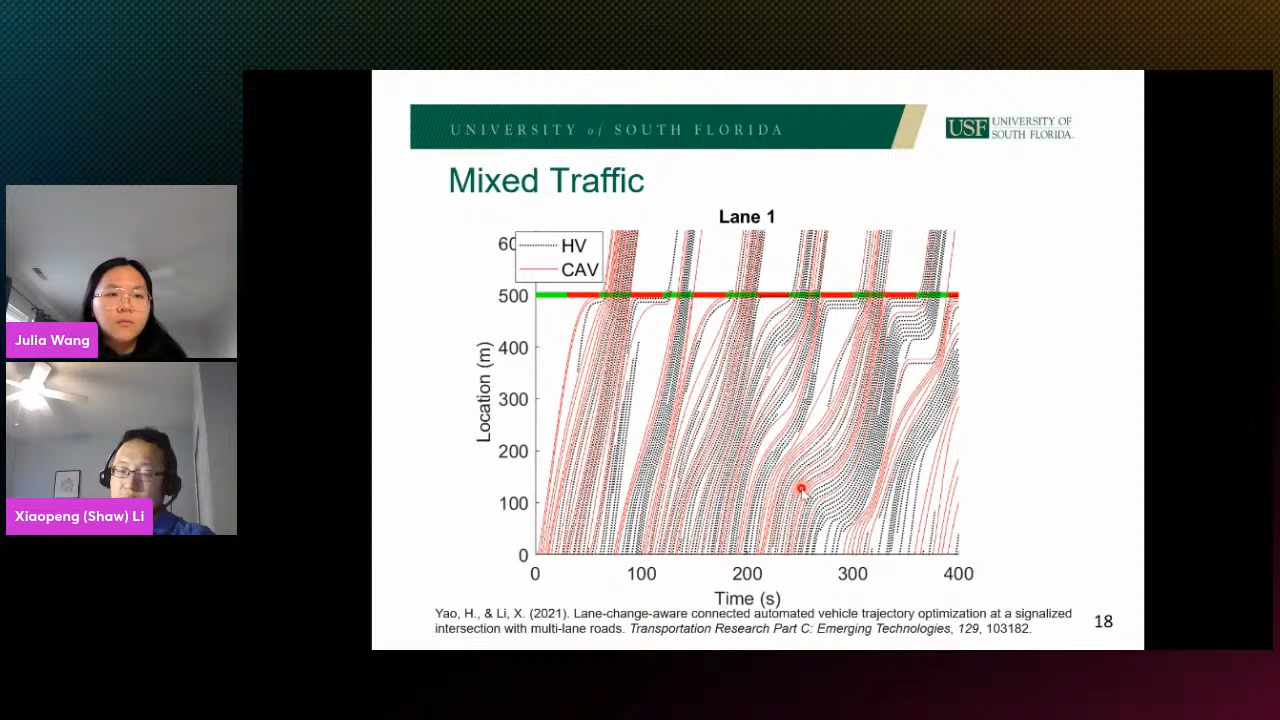 UNIVERSITY of SOUTH FLORIDA
USF UNIVERSITY OF
SOUTH FLORIDA.
Mixed Traffic
Lane 1
HV
CAV
60
500
400
300
200
100
0
Location (m)
0 100 200 300 400
Time (s)
Yao, H., & Li, X. (2021). Lane-change-aware connected automated vehicle trajectory optimization at a signalized
intersection with multi-lane roads. Transportation Research Part C: Emerging Technologies, 129, 103182.
18
Julia Wang
Xiaopeng (Shaw) Li